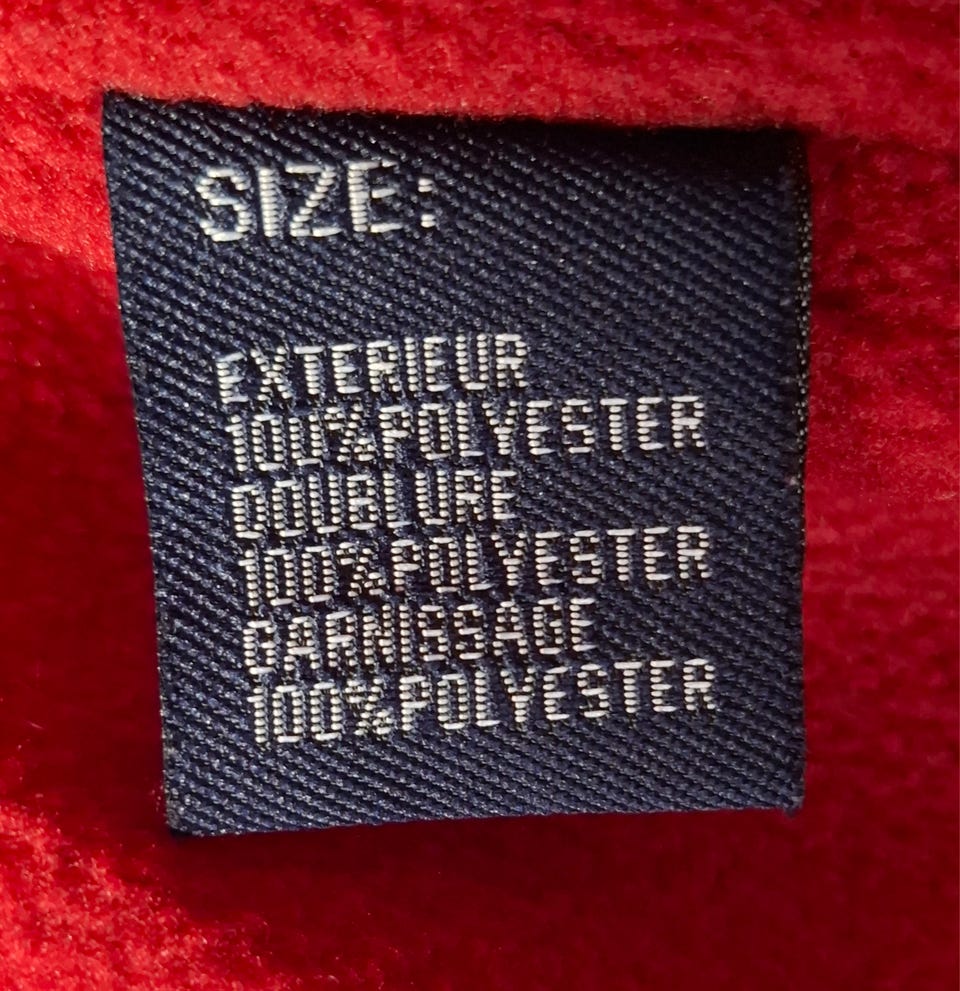 SIZE:
EXTERIEUR
100%POLYESTER
DOUBLURE
100%POLYESTER
GARNISSAGE
100%POLYESTER